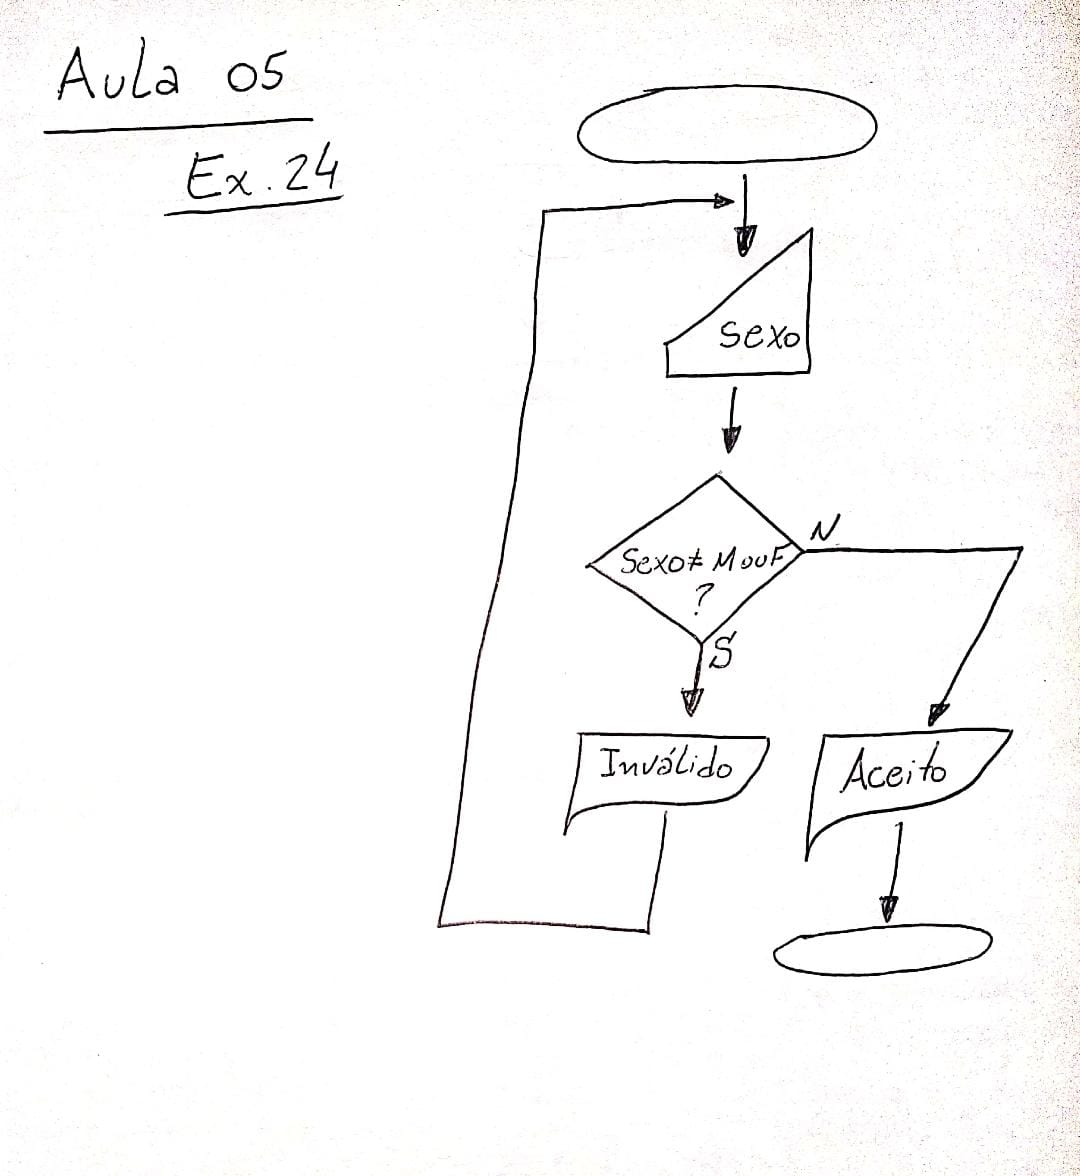 Aula 05
Ex. 24
Sexo
Sexo ≠ M ou F
?
N
S
Inválido
Aceito